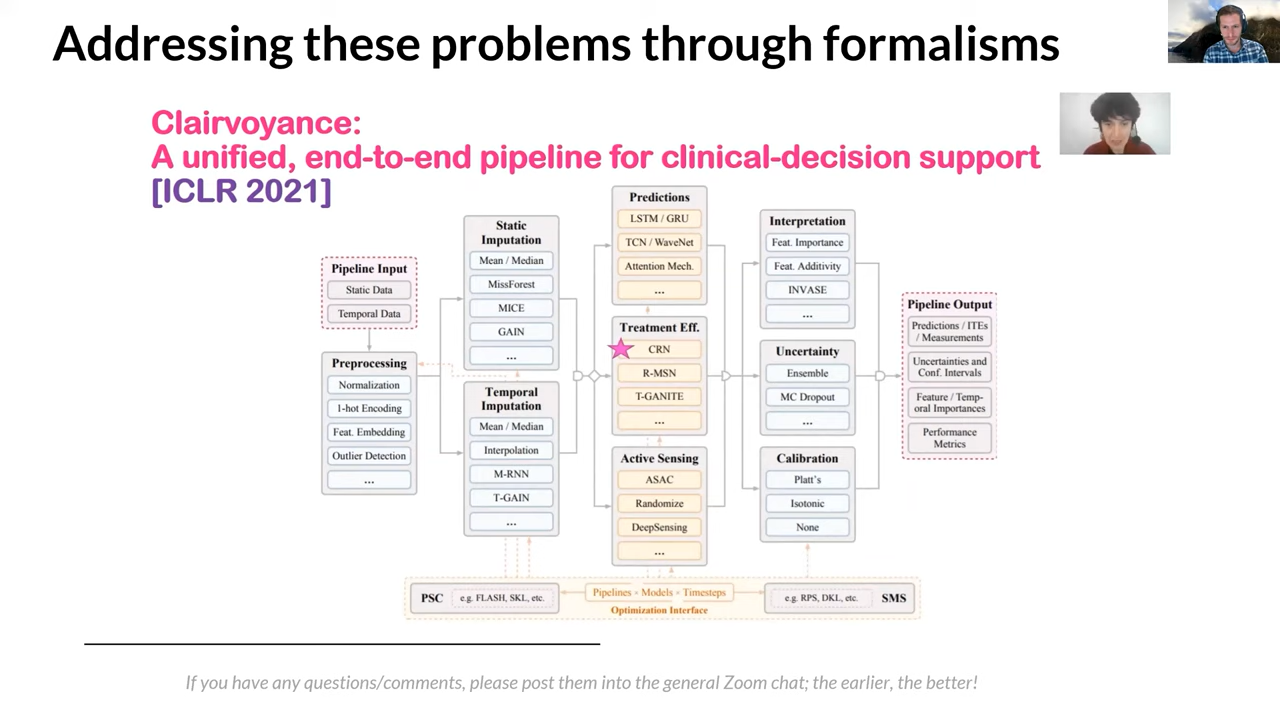 Addressing these problems through formalisms
Clairvoyance:
A unified, end-to-end pipeline for clinical-decision support
[ICLR 2021]
Pipeline Input
Static Data
Temporal Data
Preprocessing
Normalization
1-hot Encoding
Feat. Embedding
Outlier Detection
...
Static
Imputation
Mean / Median
MissForest
MICE
GAIN
...
Temporal
Imputation
Mean / Median
Interpolation
M-RNN
T-GAIN
...
Predictions
LSTM / GRU
TCN / WaveNet
Attention Mech.
...
Treatment Eff.
CRN
R-MSN
T-GANITE
...
Active Sensing
ASAC
Randomize
DeepSensing
...
Interpretation
Feat. Importance
Feat. Additivity
INVASE
...
Uncertainty
Ensemble
MC Dropout
...
Calibration
Platt's
Isotonic
None
Pipeline Output
Predictions / ITEs
/ Measurements
Uncertainties and
Conf. Intervals
Feature / Temp-
oral Importances
Performance
Metrics
PSC
e.g. FLASH, SKL, etc.
Pipelines × Models × Timesteps
Optimization Interface
e.g. RPS, DKL, etc.
SMS
If you have any questions/comments, please post them into the general Zoom chat; the earlier, the better!